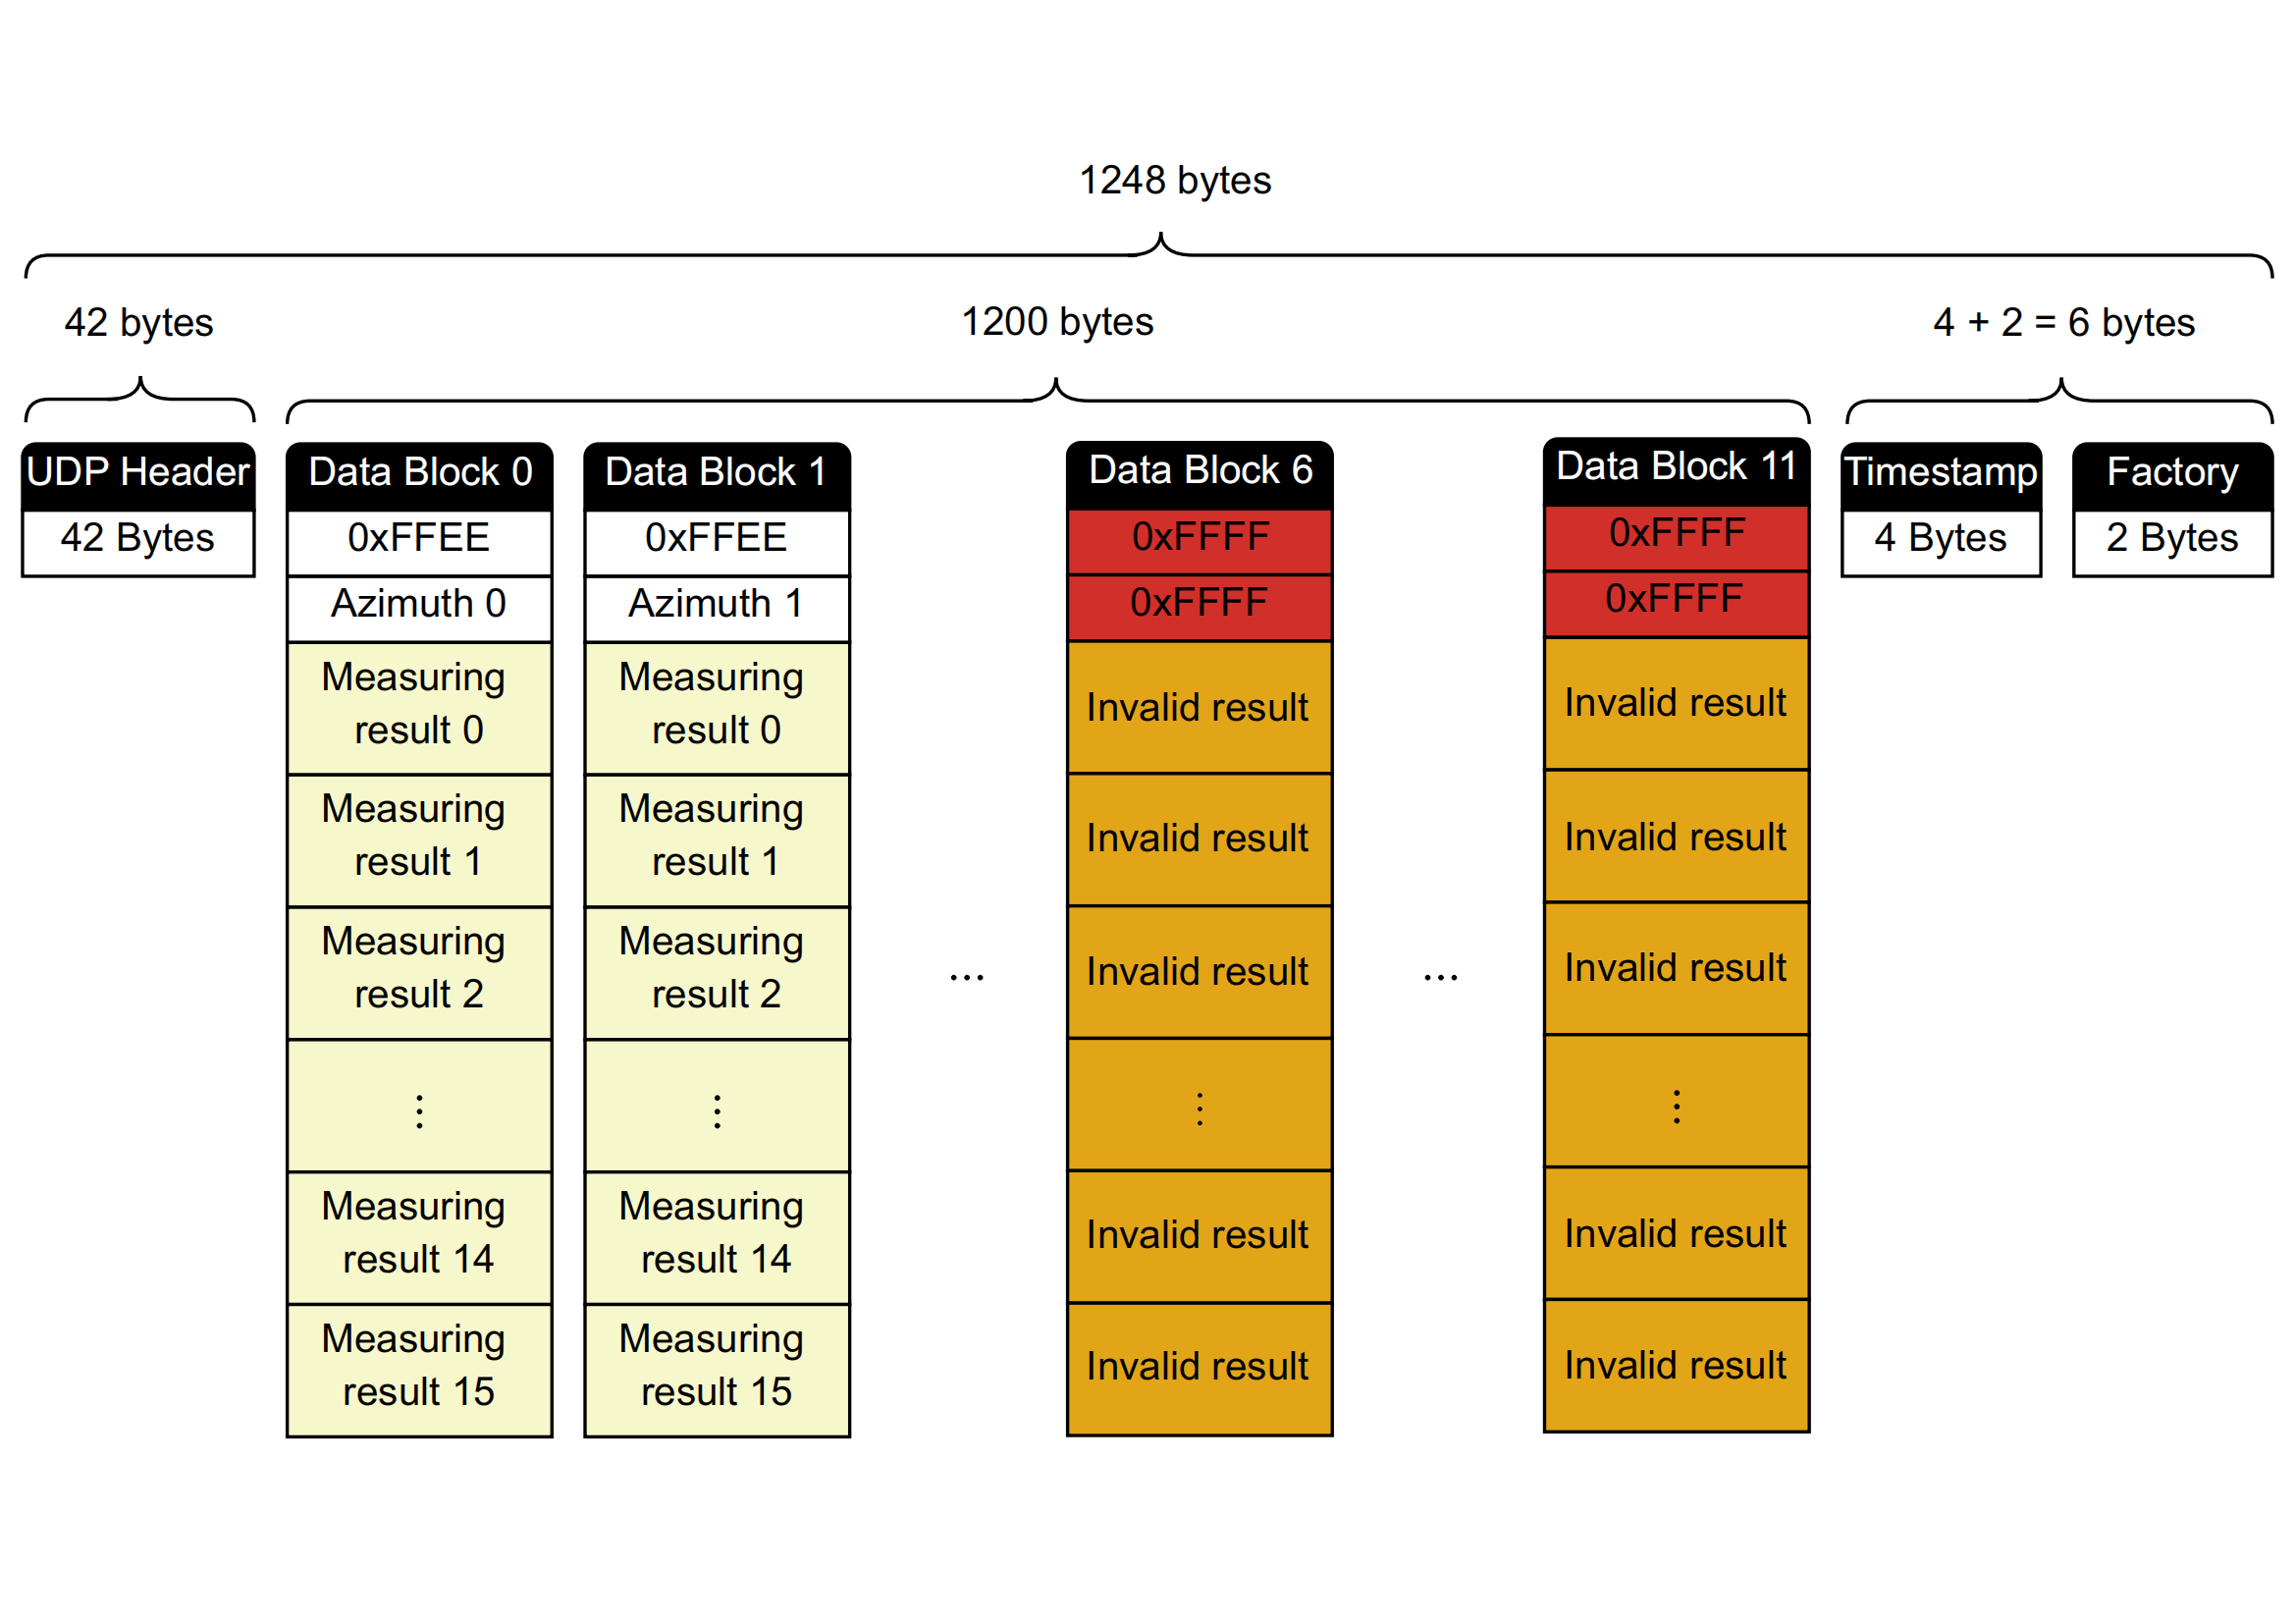 1248 bytes
42 bytes
1200 bytes
4 + 2 = 6 bytes
UDP Header
42 Bytes
Data Block 0
0xFFEE
Azimuth 0
Measuring
result 0
Measuring
result 1
Measuring
result 2
⋮
Measuring
result 14
Measuring
result 15
Data Block 1
0xFFEE
Azimuth 1
Measuring
result 0
Measuring
result 1
Measuring
result 2
⋮
Measuring
result 14
Measuring
result 15
...
Data Block 6
0xFFFF
0xFFFF
Invalid result
Invalid result
Invalid result
⋮
Invalid result
Invalid result
...
Data Block 11
0xFFFF
0xFFFF
Invalid result
Invalid result
Invalid result
⋮
Invalid result
Invalid result
Timestamp
4 Bytes
Factory
2 Bytes